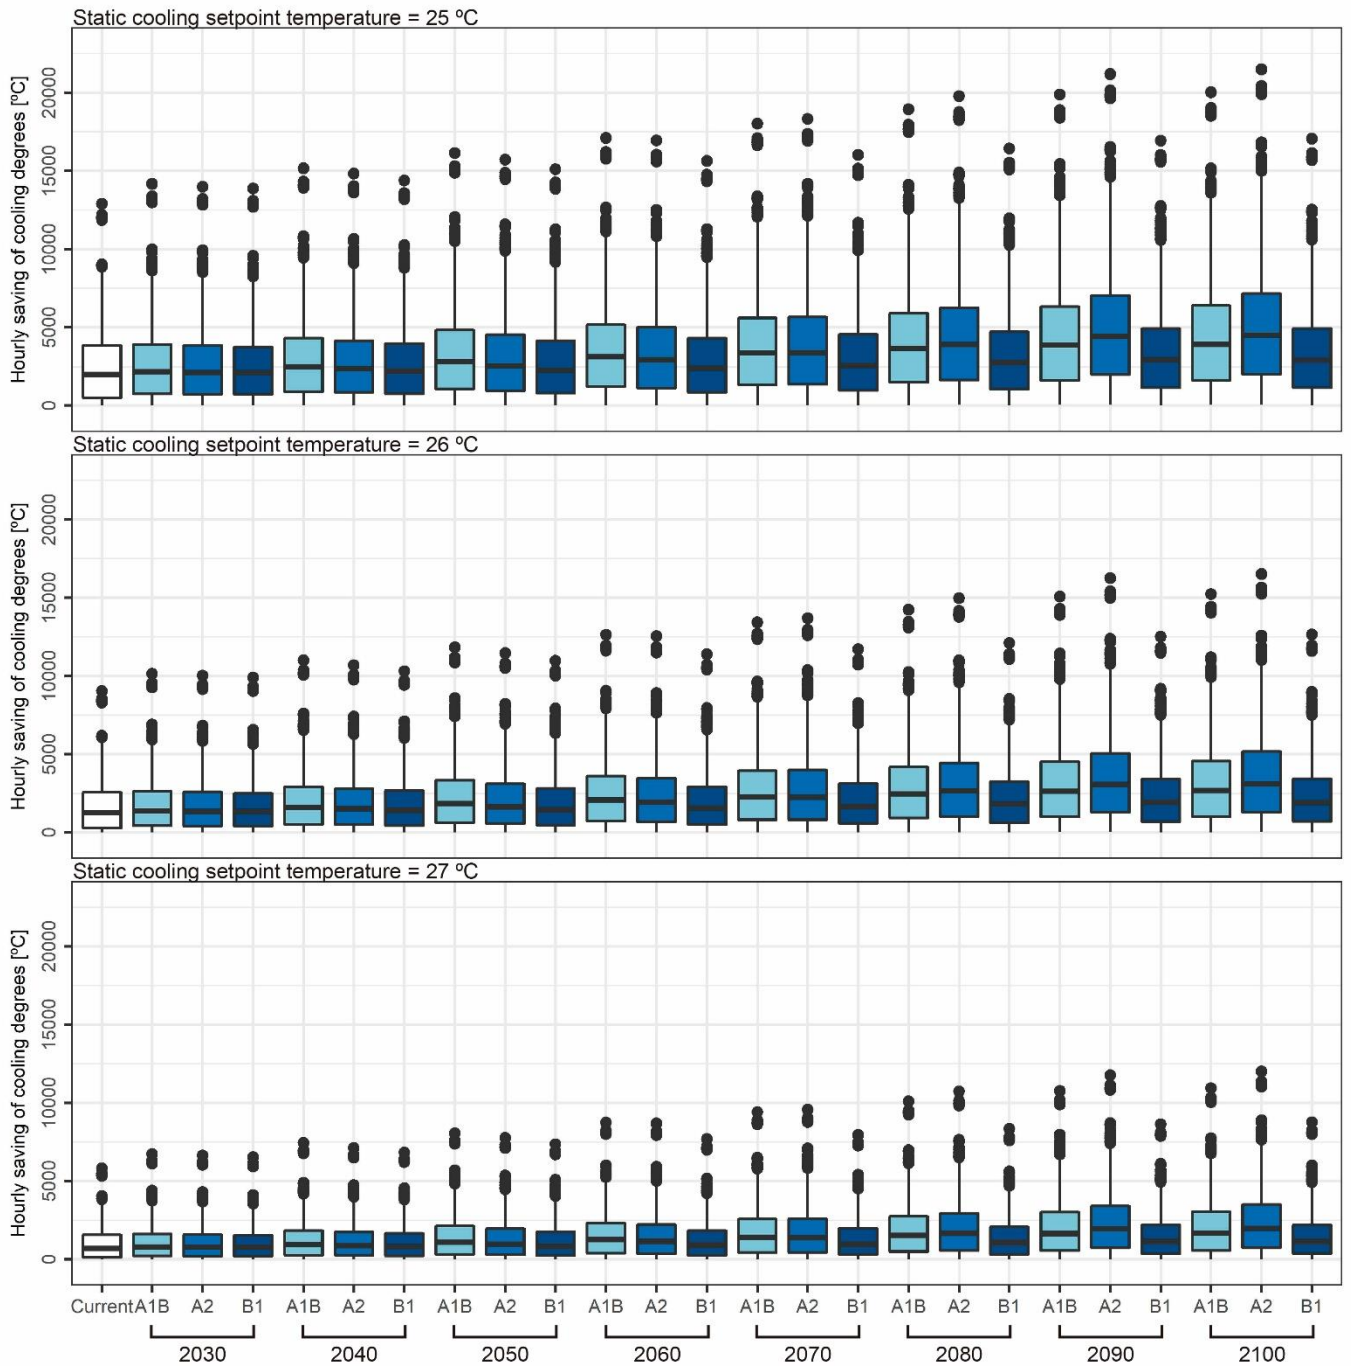 Static cooling setpoint temperature = 25 ºC
Hourly saving of cooling degrees [ºC]
20000
15000
10000
5000
0
Static cooling setpoint temperature = 26 ºC
Hourly saving of cooling degrees [ºC]
20000
15000
10000
5000
0
Static cooling setpoint temperature = 27 ºC
Hourly saving of cooling degrees [ºC]
20000
15000
10000
5000
0
Current A1B A2 B1 A1B A2 B1 A1B A2 B1 A1B A2 B1 A1B A2 B1 A1B A2 B1 A1B A2 B1 A1B A2 B1
2030 2040 2050 2060 2070 2080 2090 2100